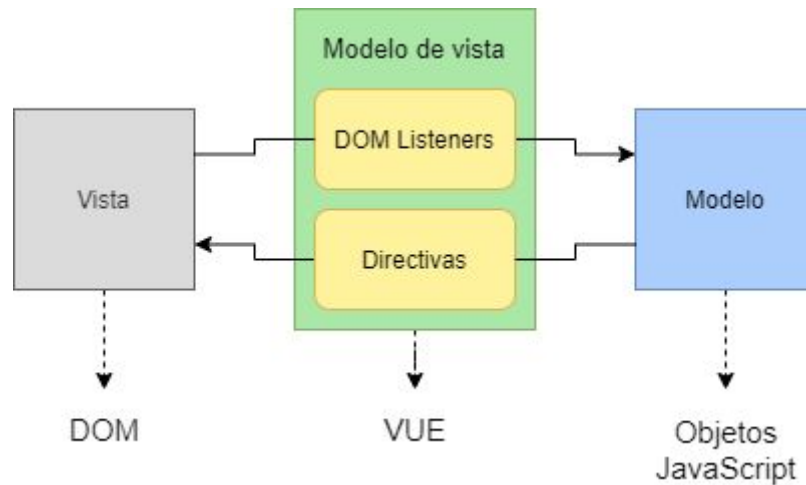 Modelo de vista
DOM Listeners
Vista
Modelo
Directivas
DOM
VUE
Objetos
JavaScript